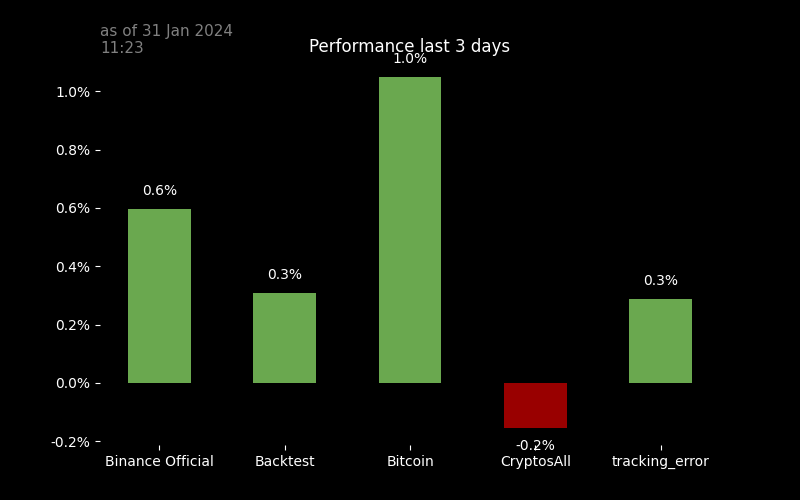 as of 31 Jan 2024
11:23
Performance last 3 days
1.0%
1.0%
0.8%
0.6%
0.6%
0.4%
0.3%
0.3%
0.2%
0.0%
-0.2%
-0.2%
Binance Official
Backtest
Bitcoin
CryptosAll
tracking_error